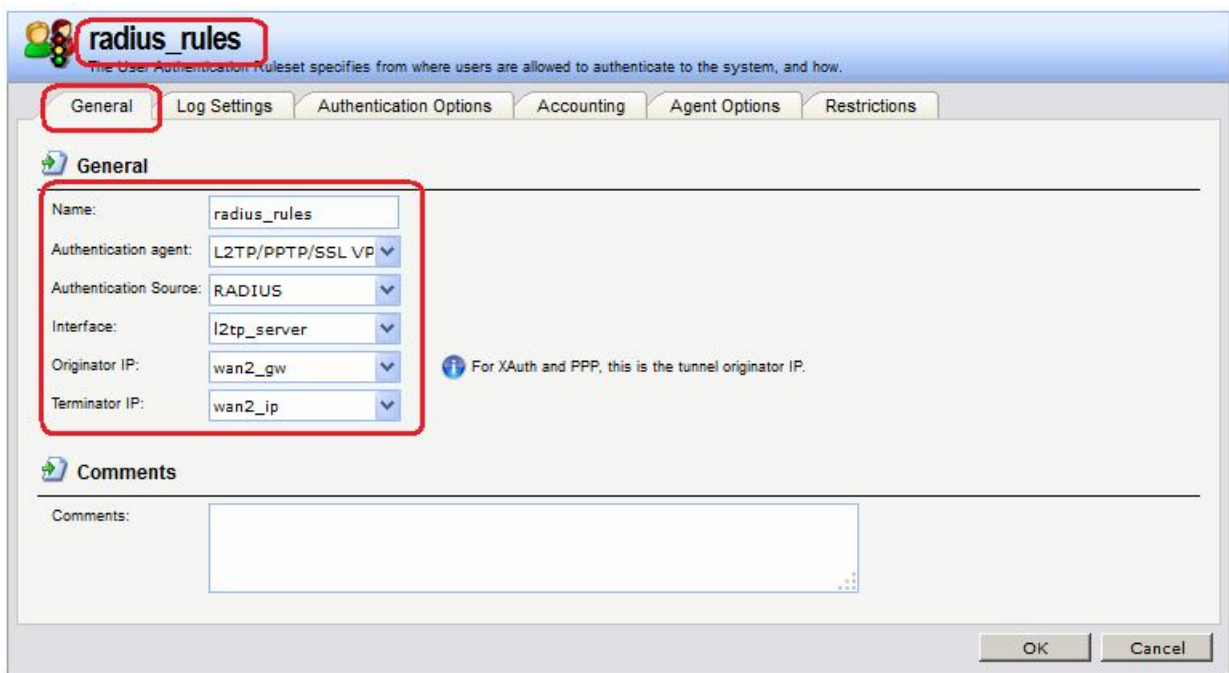 radius_rules
The User Authentication Ruleset specifies from where users are allowed to authenticate to the system, and how.
General Log Settings Authentication Options Accounting Agent Options Restrictions
General
Name: radius_rules
Authentication agent: L2TP/PPTP/SSL VP
Authentication Source: RADIUS
Interface: l2tp_server
Originator IP: wan2_gw For XAuth and PPP, this is the tunnel originator IP.
Terminator IP: wan2_ip
Comments
Comments:
OK Cancel